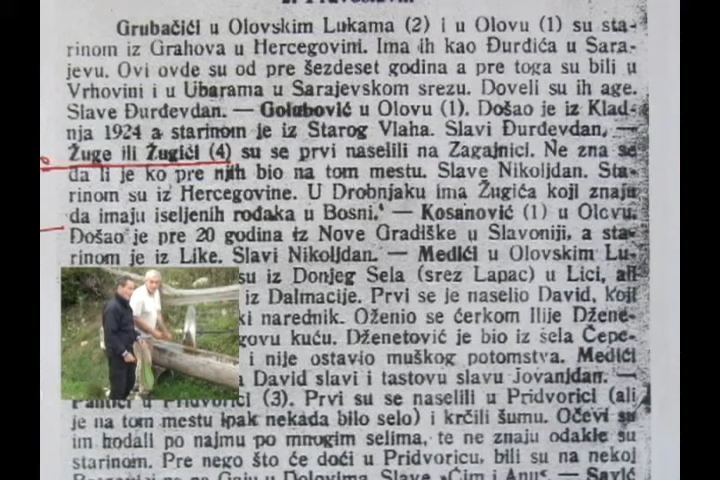 Grubačići u Olovskim Lukama (2) i u Olovu (1) su sta-
rinom iz Grahova u Hercegovini. Ima ih kao Đurđića u Sara-
jevu. Ovi ovde su od pre šezdeset godina a pre toga su bili u
Vrhovini i u Ubarama u Sarajevskom srezu. Doveli su ih age.
Slave Đurđevdan. — Golubović u Olovu (1). Došao je iz Klad-
nja 1924 a starinom je iz Starog Vlaha. Slavi Đurđevdan. —
Žuge ili Žugići (4) su se prvi naselili na Zagajnici. Ne zna se
da li je ko pre njih bio na tom mestu. Slave Nikoljdan. Sta-
rinom su iz Hercegovine. U Drobnjaku ima Žugića koji znaju
da imaju iseljenih rođaka u Bosni. — Kosanović (1) u Olovu.
Došao je pre 20 godina iz Nove Gradiške u Slavoniji, a sta-
rinom je iz Like. Slavi Nikoljdan. — Medići u Olovskim Lu-
su iz Donjeg Sela (srez Lapac) u Lici, ali
iz Dalmacije. Prvi se je naselio David, koji
ki narednik. Oženio se ćerkom Ilije Džene-
govu kuću. Dženetović je bio iz sela Čepe-
i nije ostavio muškog potomstva. Medići
David slavi i tastovu slavu Jovanjdan. —
Pantići u Pridvorici (3). Prvi su se naselili u Pridvorici (ali
je na tom mestu ipak nekada bilo selo) i krčili šumu. Očevi su
im hodali po najmu po mnogim selima, te ne znaju odakle su
starinom. Pre nego što će doći u Pridvoricu, bili su na nekoj
na Gaju u Dolovima. Slave »Čim i Anu«. — Savić